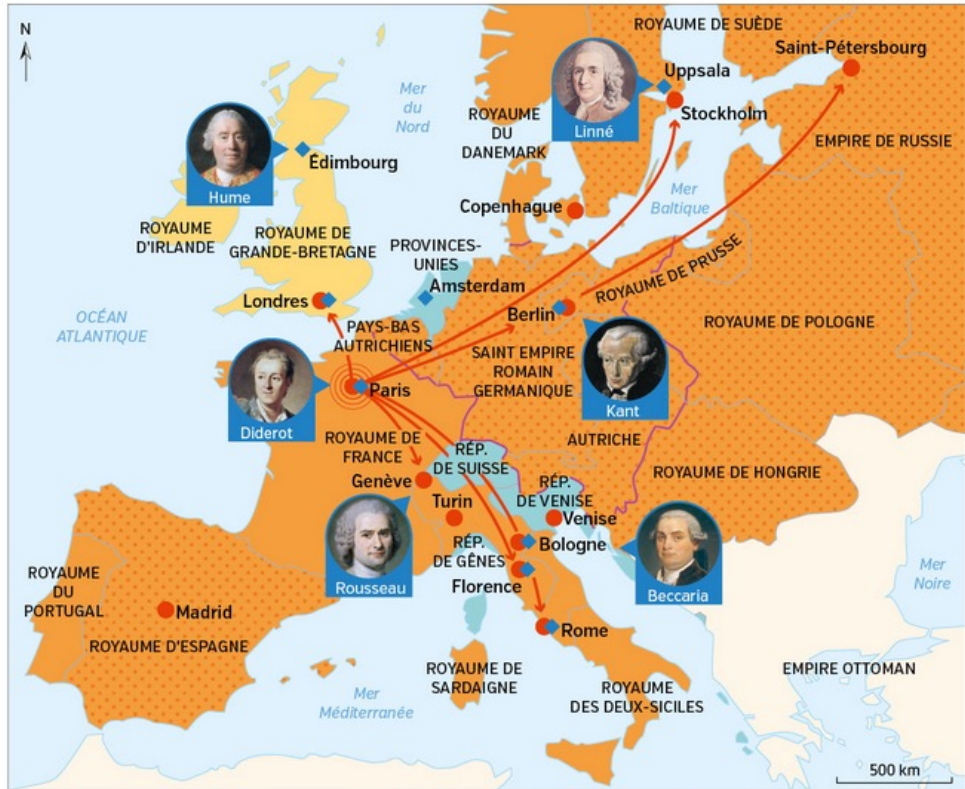 N
ROYAUME DE SUÈDE
Saint-Pétersbourg
Uppsala
Mer
du
Nord
Linné
Stockholm
ROYAUME
DU
DANEMARK
EMPIRE DE RUSSIE
Édimbourg
Hume
Mer
Baltique
Copenhague
ROYAUME
D'IRLANDE
ROYAUME DE
GRANDE-BRETAGNE
PROVINCES-
UNIES
Amsterdam
ROYAUME DE PRUSSE
Londres
Berlin
OCÉAN
ATLANTIQUE
PAYS-BAS
AUTRICHIENS
ROYAUME DE POLOGNE
SAINT EMPIRE
ROMAIN
GERMANIQUE
Paris
Kant
Diderot
ROYAUME DE
FRANCE
AUTRICHE
RÉP.
DE SUISSE
ROYAUME DE HONGRIE
Genève
RÉP.
DE VENISE
Turin
Venise
RÉP.
DE GÊNES
Bologne
Florence
Rousseau
Beccaria
Mer
Noire
ROYAUME
DU
PORTUGAL
Madrid
Rome
ROYAUME D'ESPAGNE
ROYAUME DE
SARDAIGNE
EMPIRE OTTOMAN
Mer
Méditerranée
ROYAUME
DES DEUX-SICILES
500 km